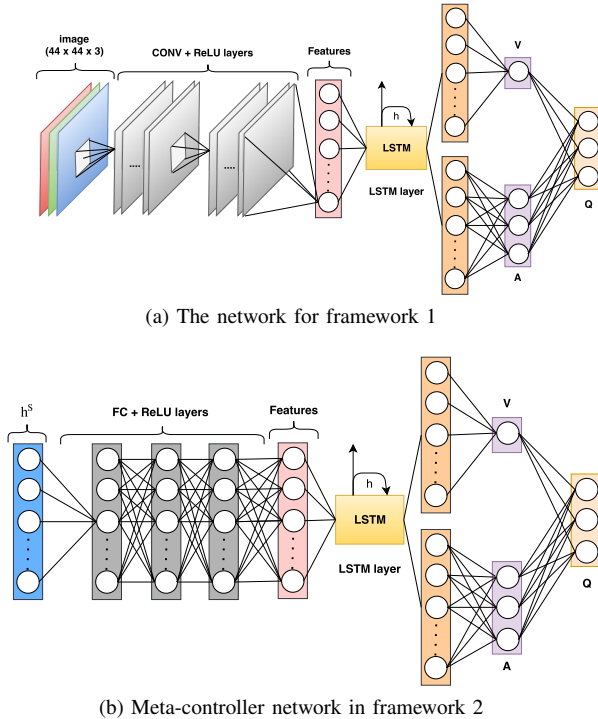 image
(44 x 44 x 3)
CONV + ReLU layers
Features
V
....
....
h
LSTM
LSTM layer
Q
A
(a) The network for framework 1
h^S
FC + ReLU layers
Features
V
h
LSTM
LSTM layer
Q
A
(b) Meta-controller network in framework 2